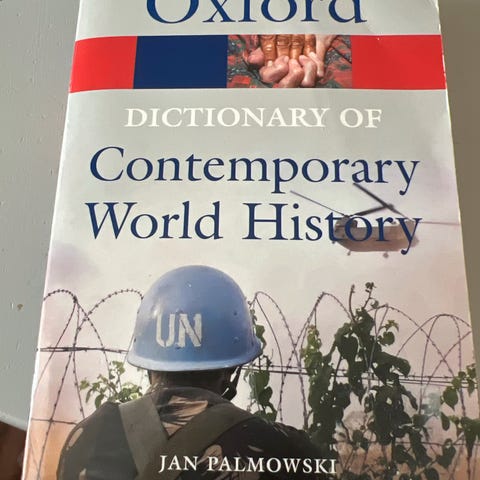 Oxford
DICTIONARY OF
Contemporary
World History
UN
JAN PALMOWSKI